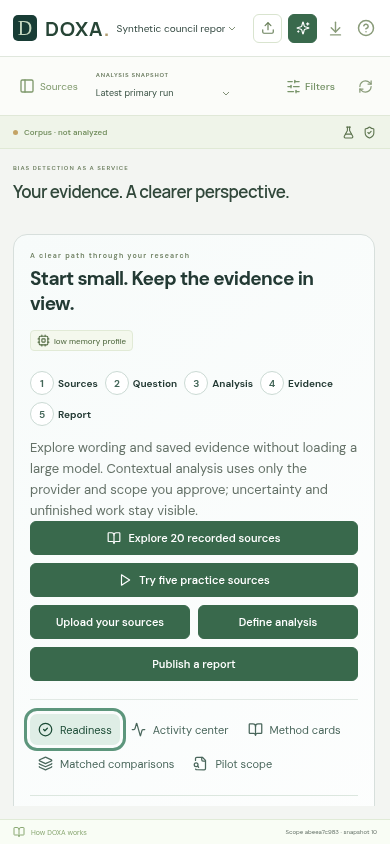 D DOXA. Synthetic council repor
Sources
ANALYSIS SNAPSHOT
Latest primary run
Filters
Corpus · not analyzed
BIAS DETECTION AS A SERVICE
Your evidence. A clearer perspective.
A clear path through your research
Start small. Keep the evidence in
view.
low memory profile
1 Sources 2 Question 3 Analysis 4 Evidence
5 Report
Explore wording and saved evidence without loading a
large model. Contextual analysis uses only the
provider and scope you approve; uncertainty and
unfinished work stay visible.
Explore 20 recorded sources
Try five practice sources
Upload your sources Define analysis
Publish a report
Readiness Activity center Method cards
Matched comparisons Pilot scope
How DOXA works Scope abeea7c983 · snapshot 10